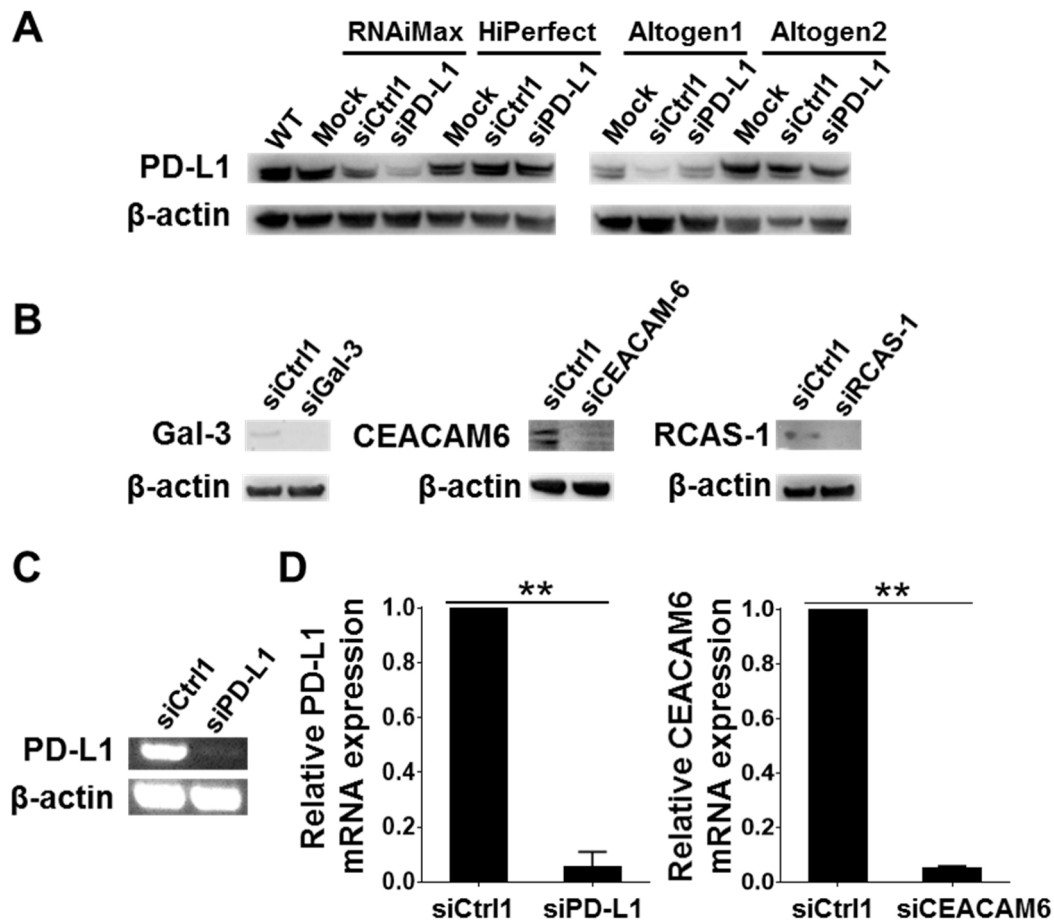 A
RNAiMax HiPerfect Altogen1 Altogen2
WT Mock siCtrl1 siPD-L1 Mock siCtrl1 siPD-L1 Mock siCtrl1 siPD-L1 Mock siCtrl1 siPD-L1
PD-L1
β-actin
B
siCtrl1 siGal-3 siCtrl1 siCEACAM-6 siCtrl1 siRCAS-1
Gal-3 CEACAM6 RCAS-1
β-actin β-actin β-actin
C
siCtrl1 siPD-L1
PD-L1
β-actin
D
Relative PD-L1
mRNA expression
**
1.0
0.8
0.6
0.4
0.2
0.0
siCtrl1 siPD-L1
Relative CEACAM6
mRNA expression
**
1.0
0.8
0.6
0.4
0.2
0.0
siCtrl1 siCEACAM6